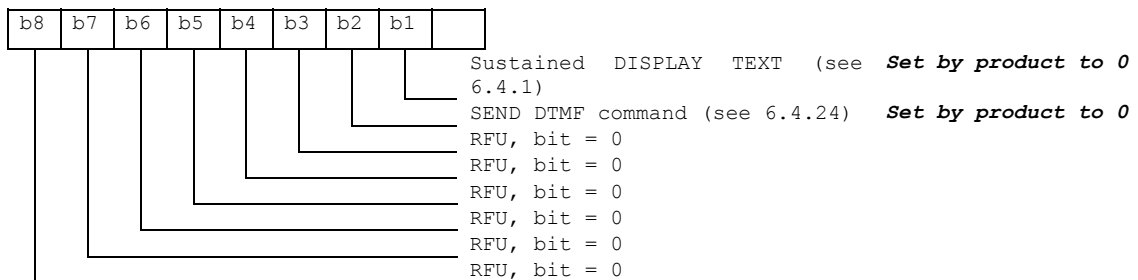 b8 b7 b6 b5 b4 b3 b2 b1
Sustained DISPLAY TEXT (see Set by product to 0
6.4.1)
SEND DTMF command (see 6.4.24) Set by product to 0
RFU, bit = 0
RFU, bit = 0
RFU, bit = 0
RFU, bit = 0
RFU, bit = 0
RFU, bit = 0